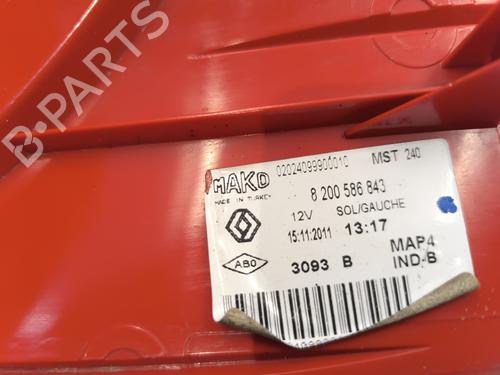 B-PARTS
02024099900010 MST 240
MAKO
MADE IN TURKEY
8 200 586 843
12V SOL/GAUCHE
15.11.2011 13:17
MAP4
ABO 3093 B IND-B